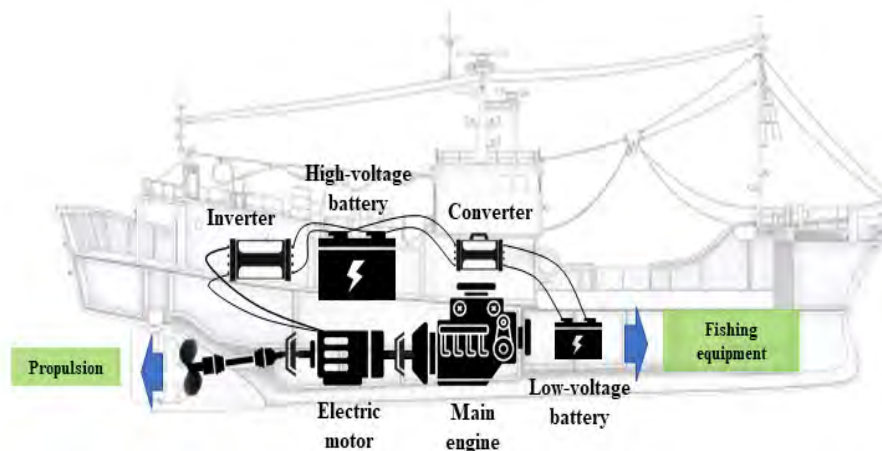 High-voltage
battery
Inverter
Converter
Fishing
equipment
Propulsion
Electric
motor
Main
engine
Low-voltage
battery